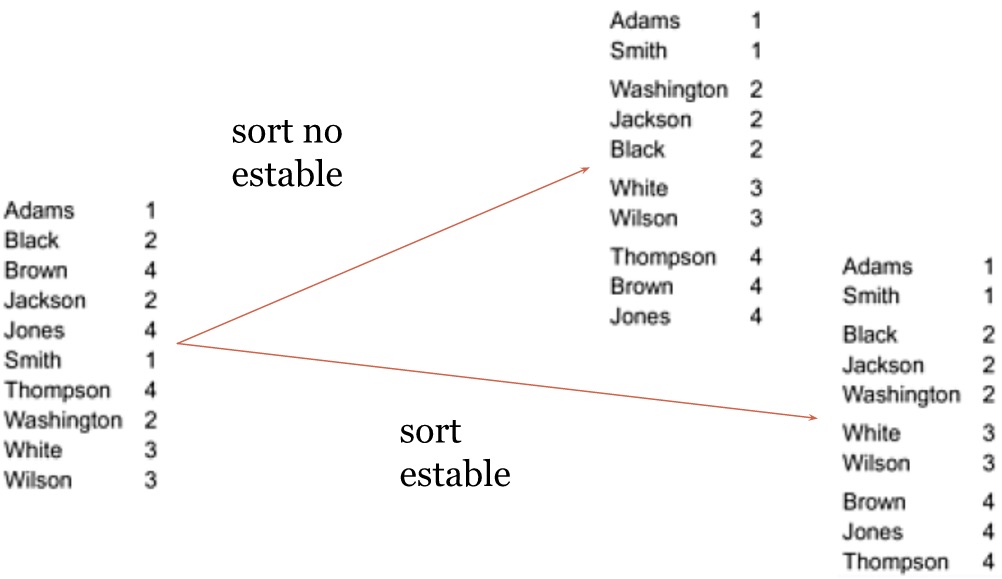 Adams 1
Black 2
Brown 4
Jackson 2
Jones 4
Smith 1
Thompson 4
Washington 2
White 3
Wilson 3
sort no
estable
Adams 1
Smith 1
Washington 2
Jackson 2
Black 2
White 3
Wilson 3
Thompson 4
Brown 4
Jones 4
sort
estable
Adams 1
Smith 1
Black 2
Jackson 2
Washington 2
White 3
Wilson 3
Brown 4
Jones 4
Thompson 4